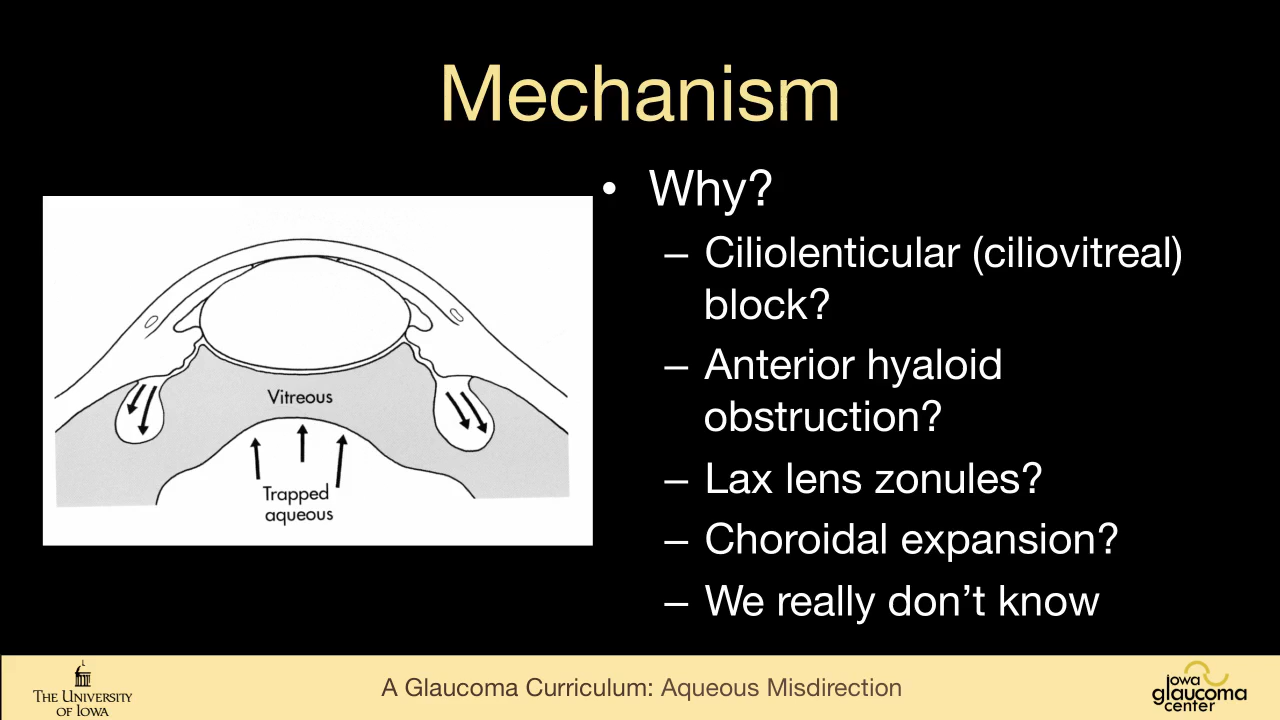 Mechanism
• Why?
– Ciliolenticular (ciliovitreal)
block?
– Anterior hyaloid
obstruction?
– Lax lens zonules?
– Choroidal expansion?
– We really don’t know
Vitreous
Trapped
aqueous
THE UNIVERSITY
OF IOWA
A Glaucoma Curriculum: Aqueous Misdirection
Iowa
glaucoma
center